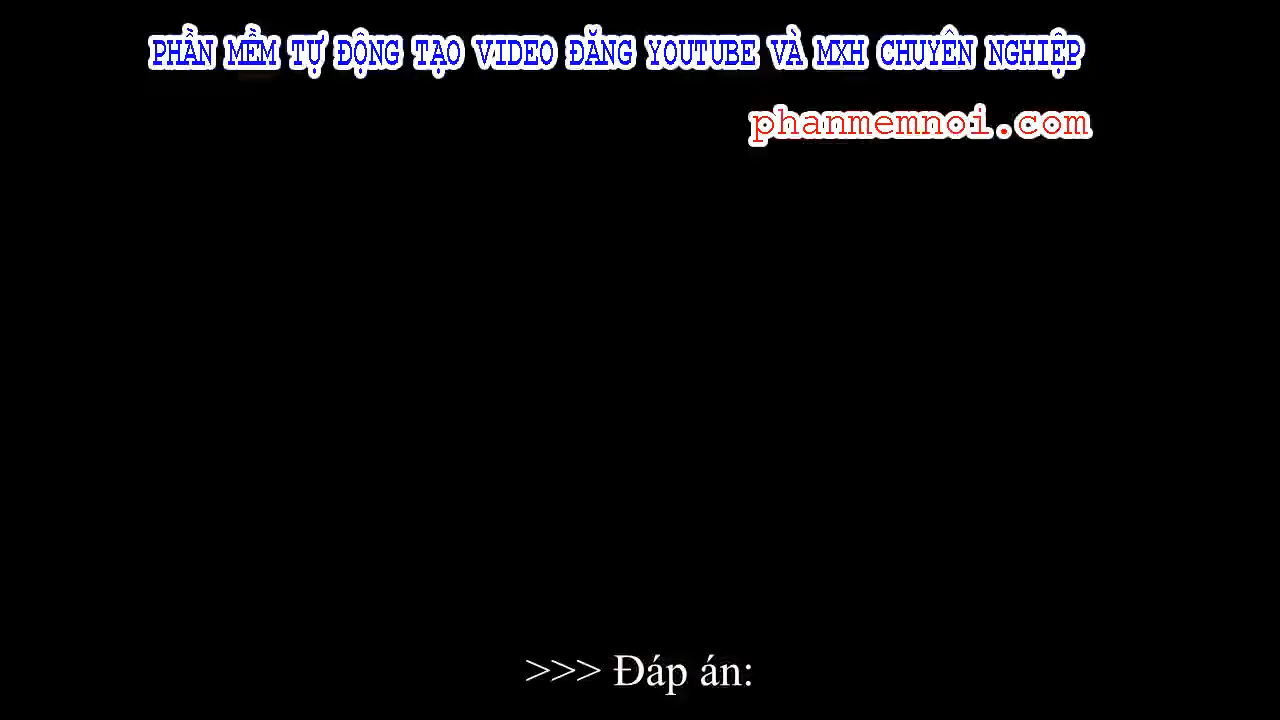 PHẦN MỀM TỰ ĐỘNG TẠO VIDEO ĐĂNG YOUTUBE VÀ MXH CHUYÊN NGHIỆP
phanmemnoi.com
>>> Đáp án: